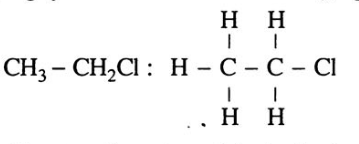 H H
| |
CH₃ – CH₂Cl : H – C – C – Cl
| |
H H